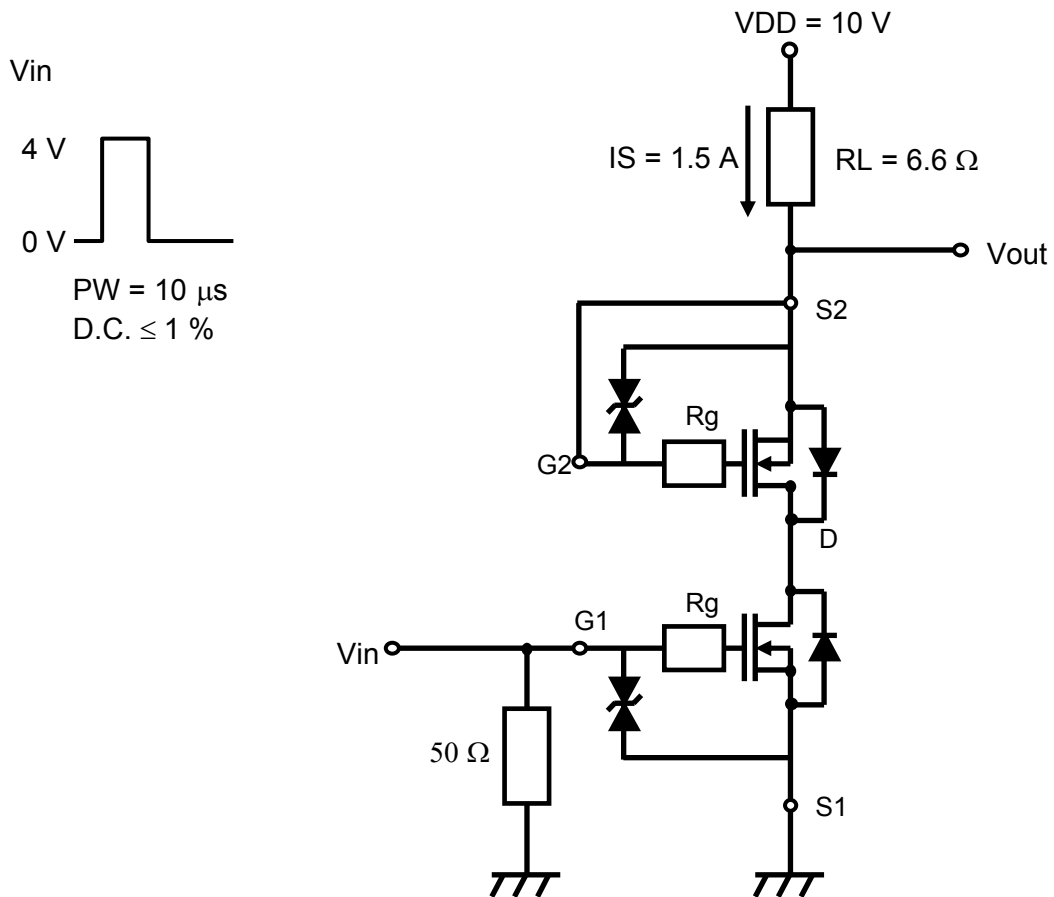 VDD = 10 V
Vin
4 V
0 V
PW = 10 μs
D.C. ≤ 1 %
IS = 1.5 A
RL = 6.6 Ω
Vout
S2
Rg
G2
D
Rg
G1
Vin
50 Ω
S1